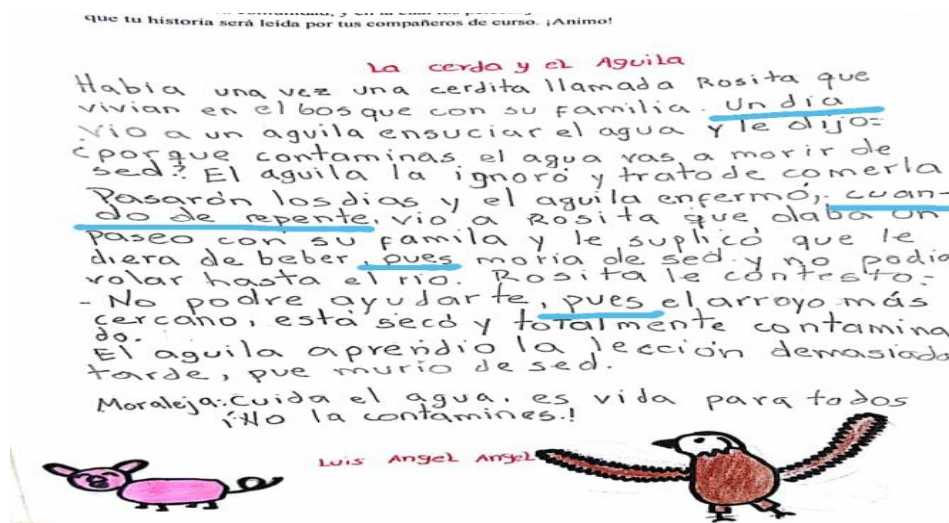 que tu historia será leída por tus compañeros de curso. ¡Animo!
La cerda y el Aguila
Habia una vez una cerdita llamada Rosita que
vivian en el bosque con su familia. Un día
vio a un aguila ensuciar el agua y le dijo:
¿porque contaminas el agua vas a morir de
sed? El aguila la ignoró y trato de comerla
Pasarón los dias y el aguila enfermó, cuan-
do de repente, vio a Rosita que daba un
paseo con su famila y le suplicó que le
diera de beber, pues moria de sed y no podia
volar hasta el rio. Rosita le contesto:-
- No podre ayudarte, pues el arroyo más
cercano, está secó y totalmente contamina
do.
El aguila aprendio la lección demasiado
tarde, pue murio de sed.
Moraleja: Cuida el agua, es vida para todos
¡No la contamines.!
Luis Angel Angel